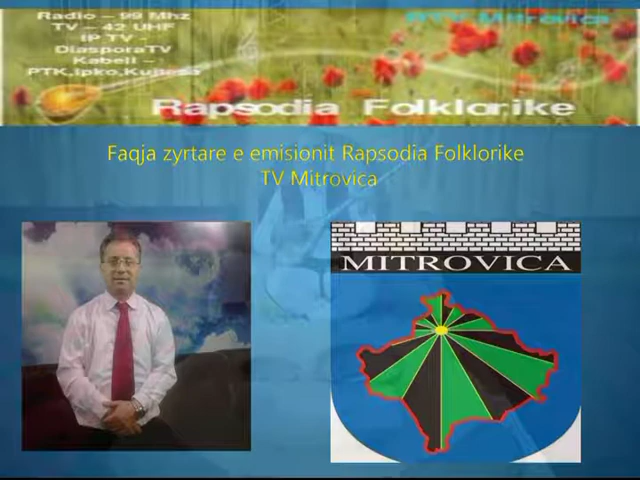 Radio – 99 Mhz
TV – 42 UHF
IP TV –
DiasporaTV
Kabell –
PTK,Ipko,Kujtesa
RTV Mitrovica
Rapsodia Folklorike
Faqja zyrtare e emisionit Rapsodia Folklorike
TV Mitrovica
MITROVICA